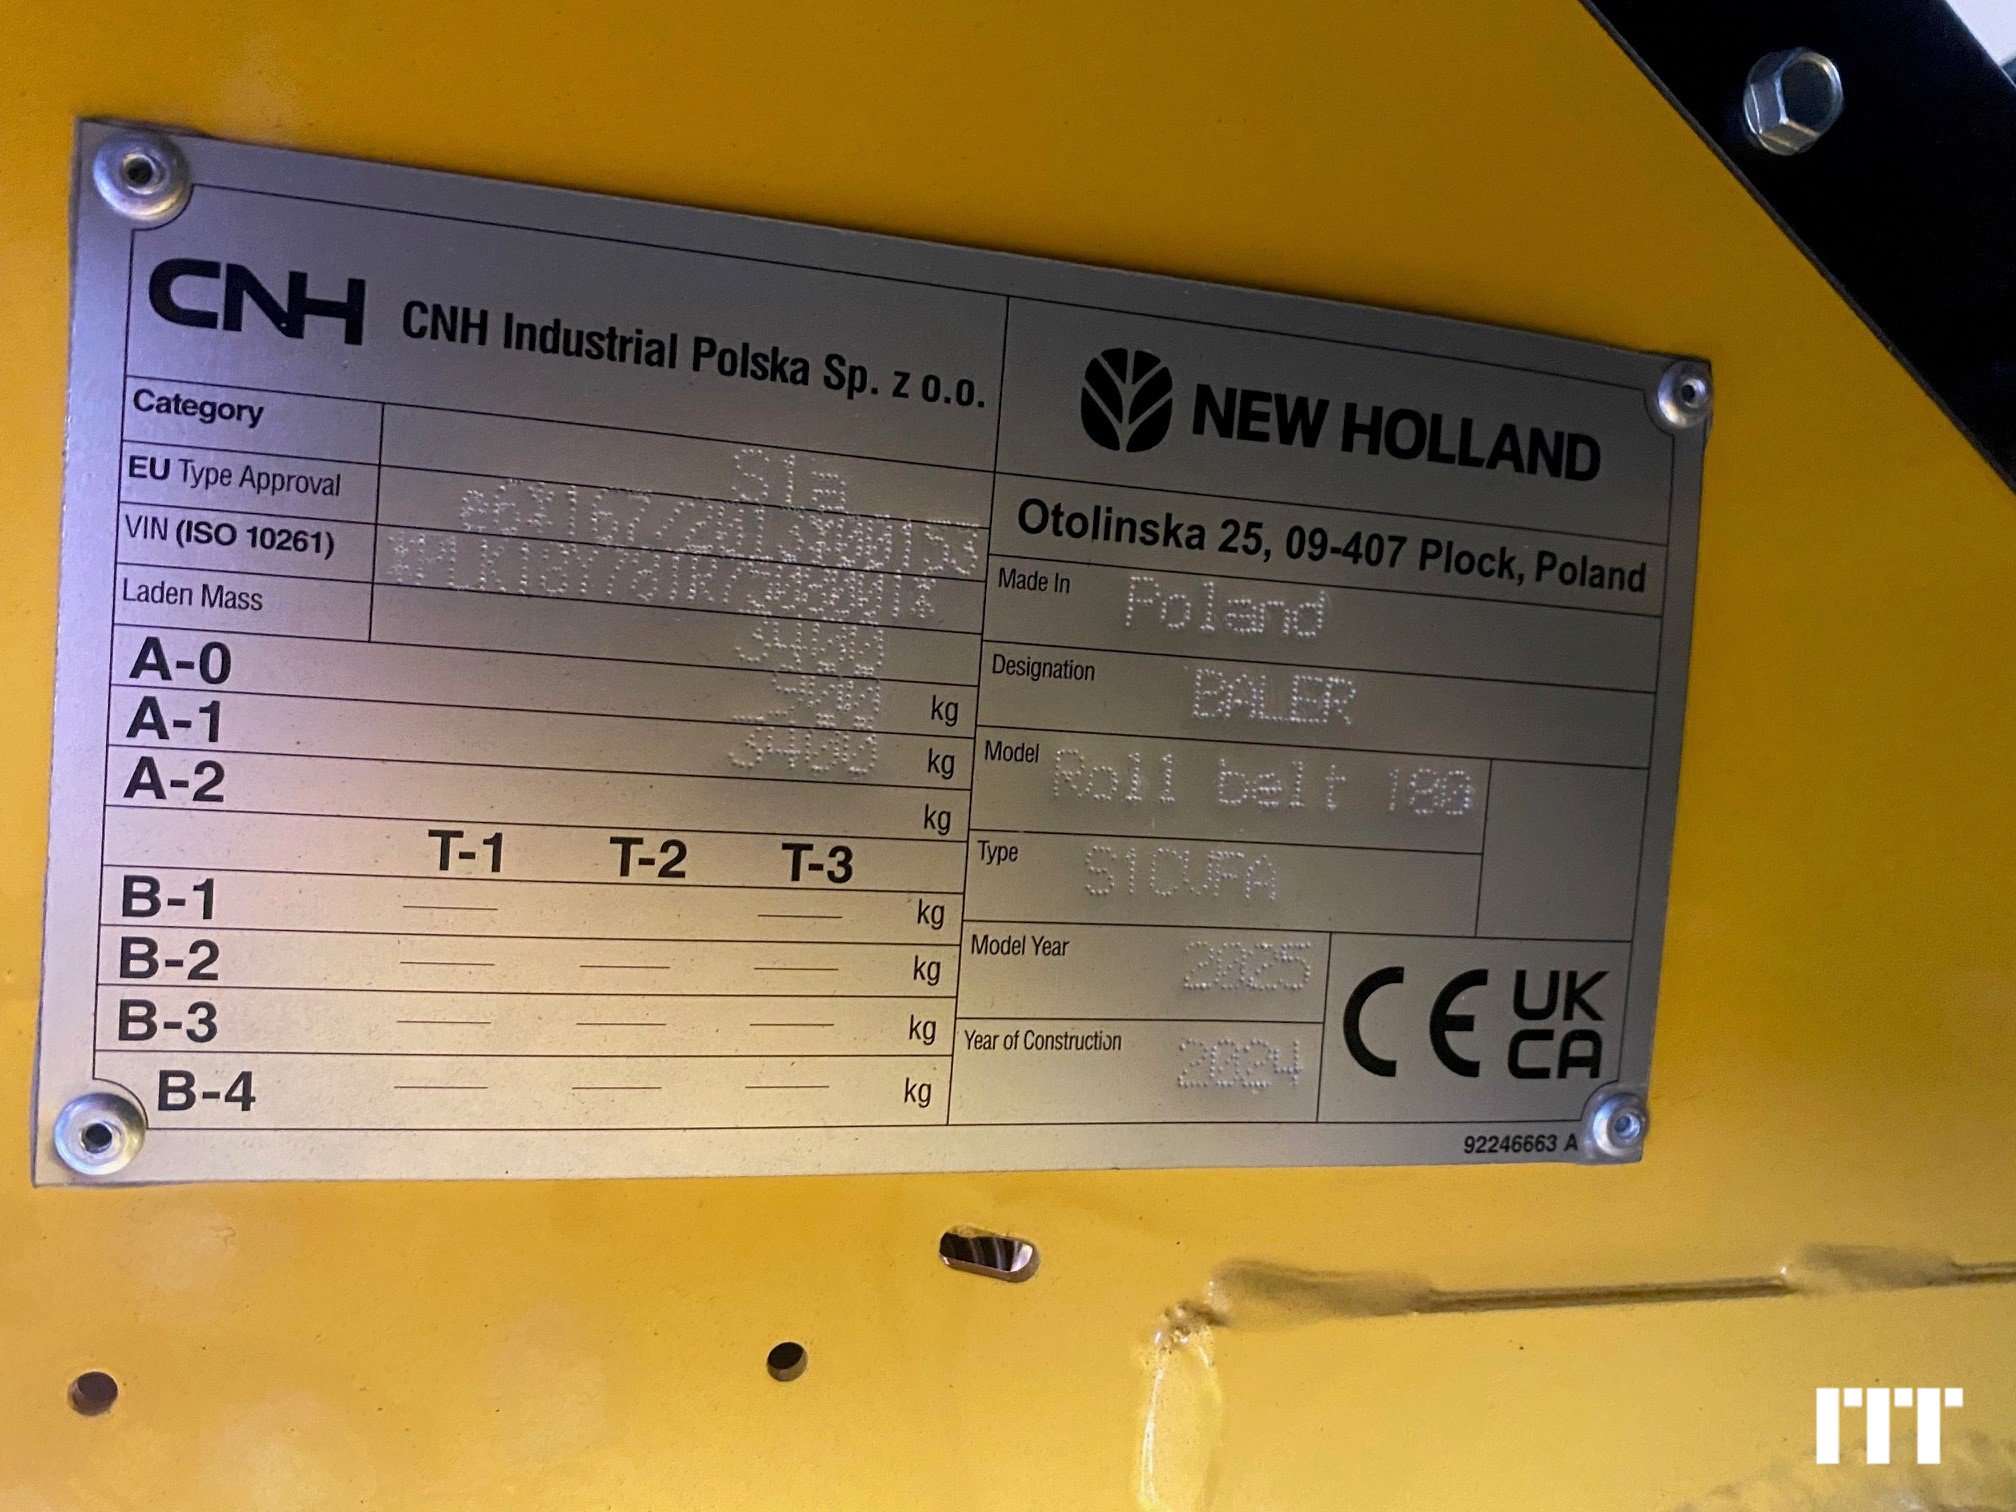 CNH CNH Industrial Polska Sp. z o.o.
Category S1a
EU Type Approval
VIN (ISO 10261)
Laden Mass
A-0 3400 kg
A-1 kg
A-2 3400 kg
T-1 T-2 T-3
B-1 kg
B-2 kg
B-3 kg
B-4 kg
NEW HOLLAND
Otolinska 25, 09-407 Plock, Poland
Made In Poland
Designation BALER
Model Roll belt 180
Type S1CVFA
Model Year 2025
Year of Construction 2024
CE UK
CA
92246663 A